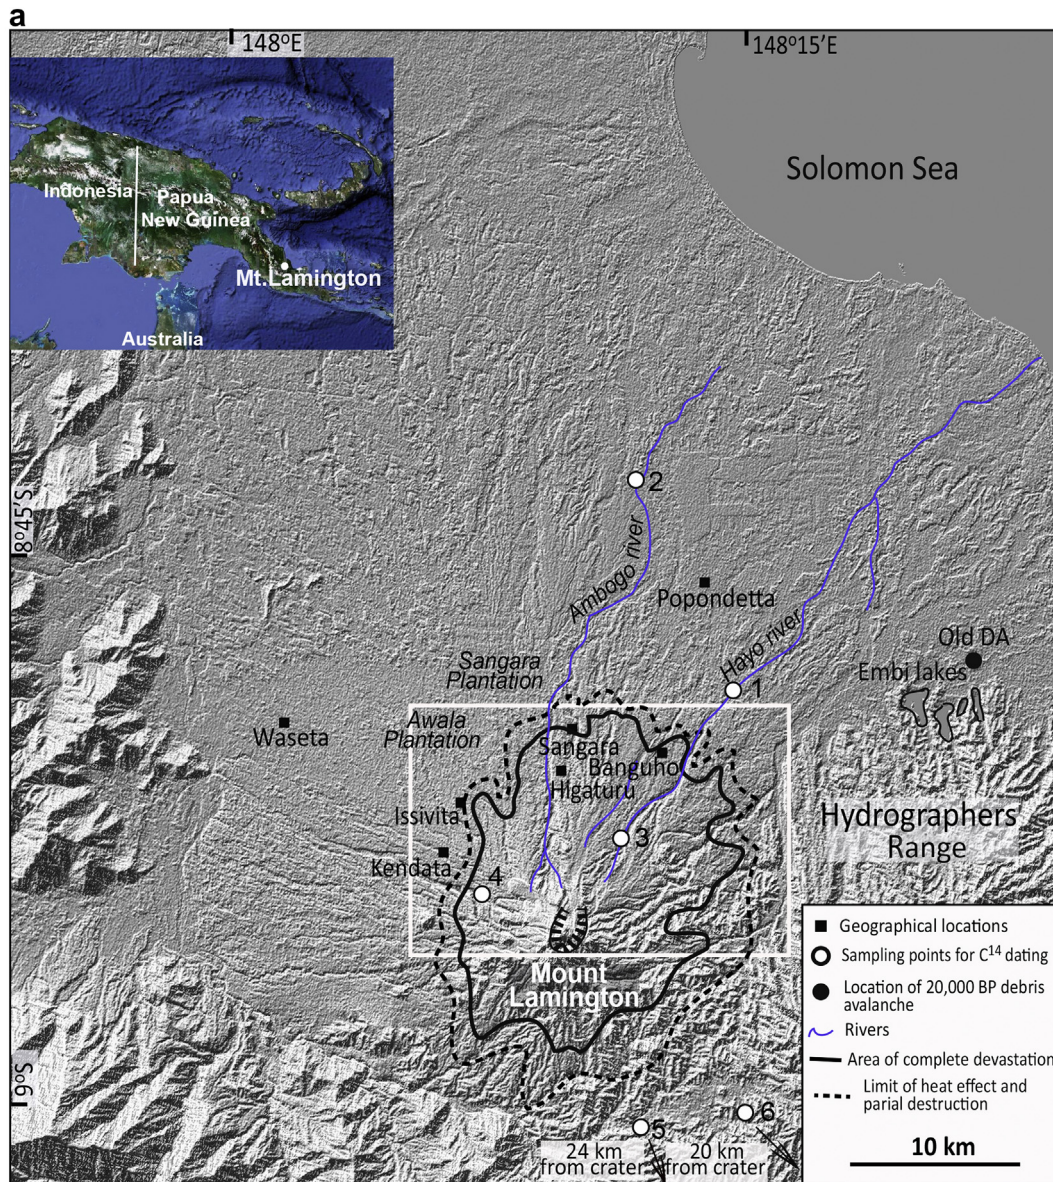 a
148°E
148°15'E
Solomon Sea
Indonesia
Papua
New Guinea
Mt.Lamington
Australia
8°45'S
2
Ambogo river
Popondetta
Hayo river
Old DA
Embi lakes
Sangara
Plantation
1
Awala
Plantation
Waseta
Sangara
Banguho
Higaturu
Issivita
Hydrographers
Range
3
Kendata
4
Mount
Lamington
9°S
6
5
24 km
from crater
20 km
from crater
Geographical locations
Sampling points for C14 dating
Location of 20,000 BP debris
avalanche
Rivers
Area of complete devastation
Limit of heat effect and
parial destruction
10 km